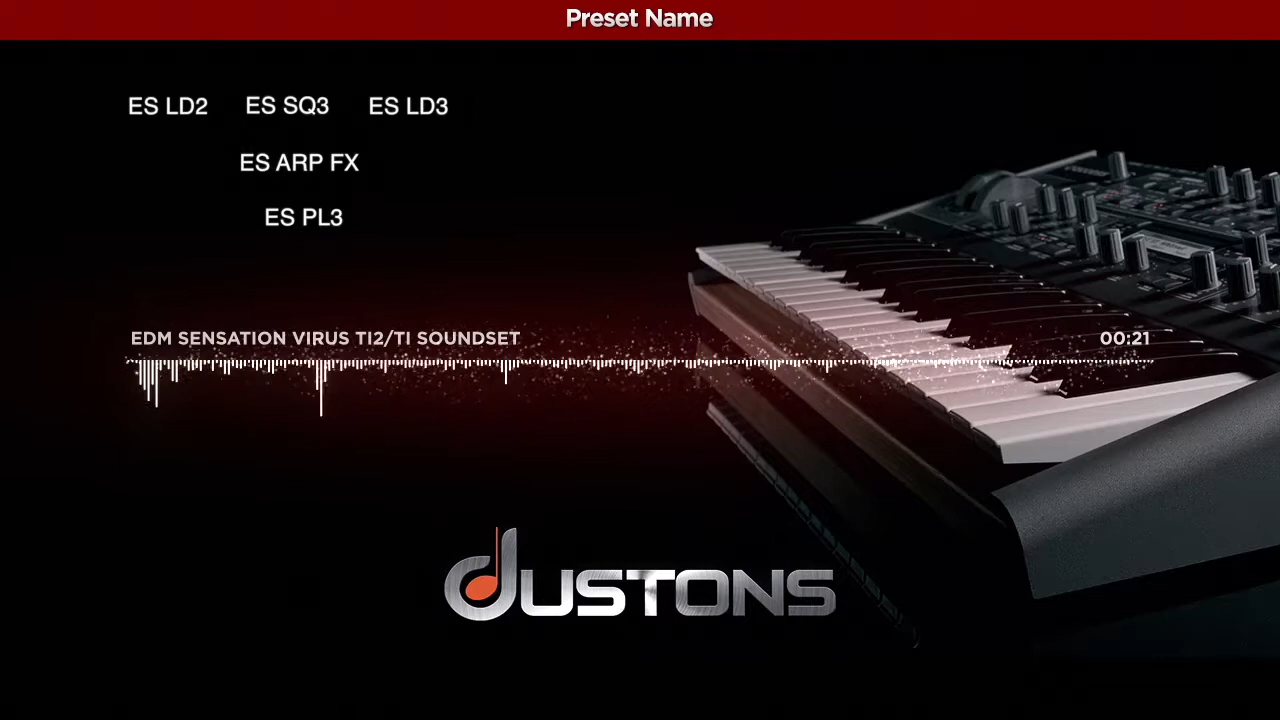 Preset Name
ES LD2 ES SQ3 ES LD3
ES ARP FX
ES PL3
EDM SENSATION VIRUS TI2/TI SOUNDSET 00:21
dUSTONS